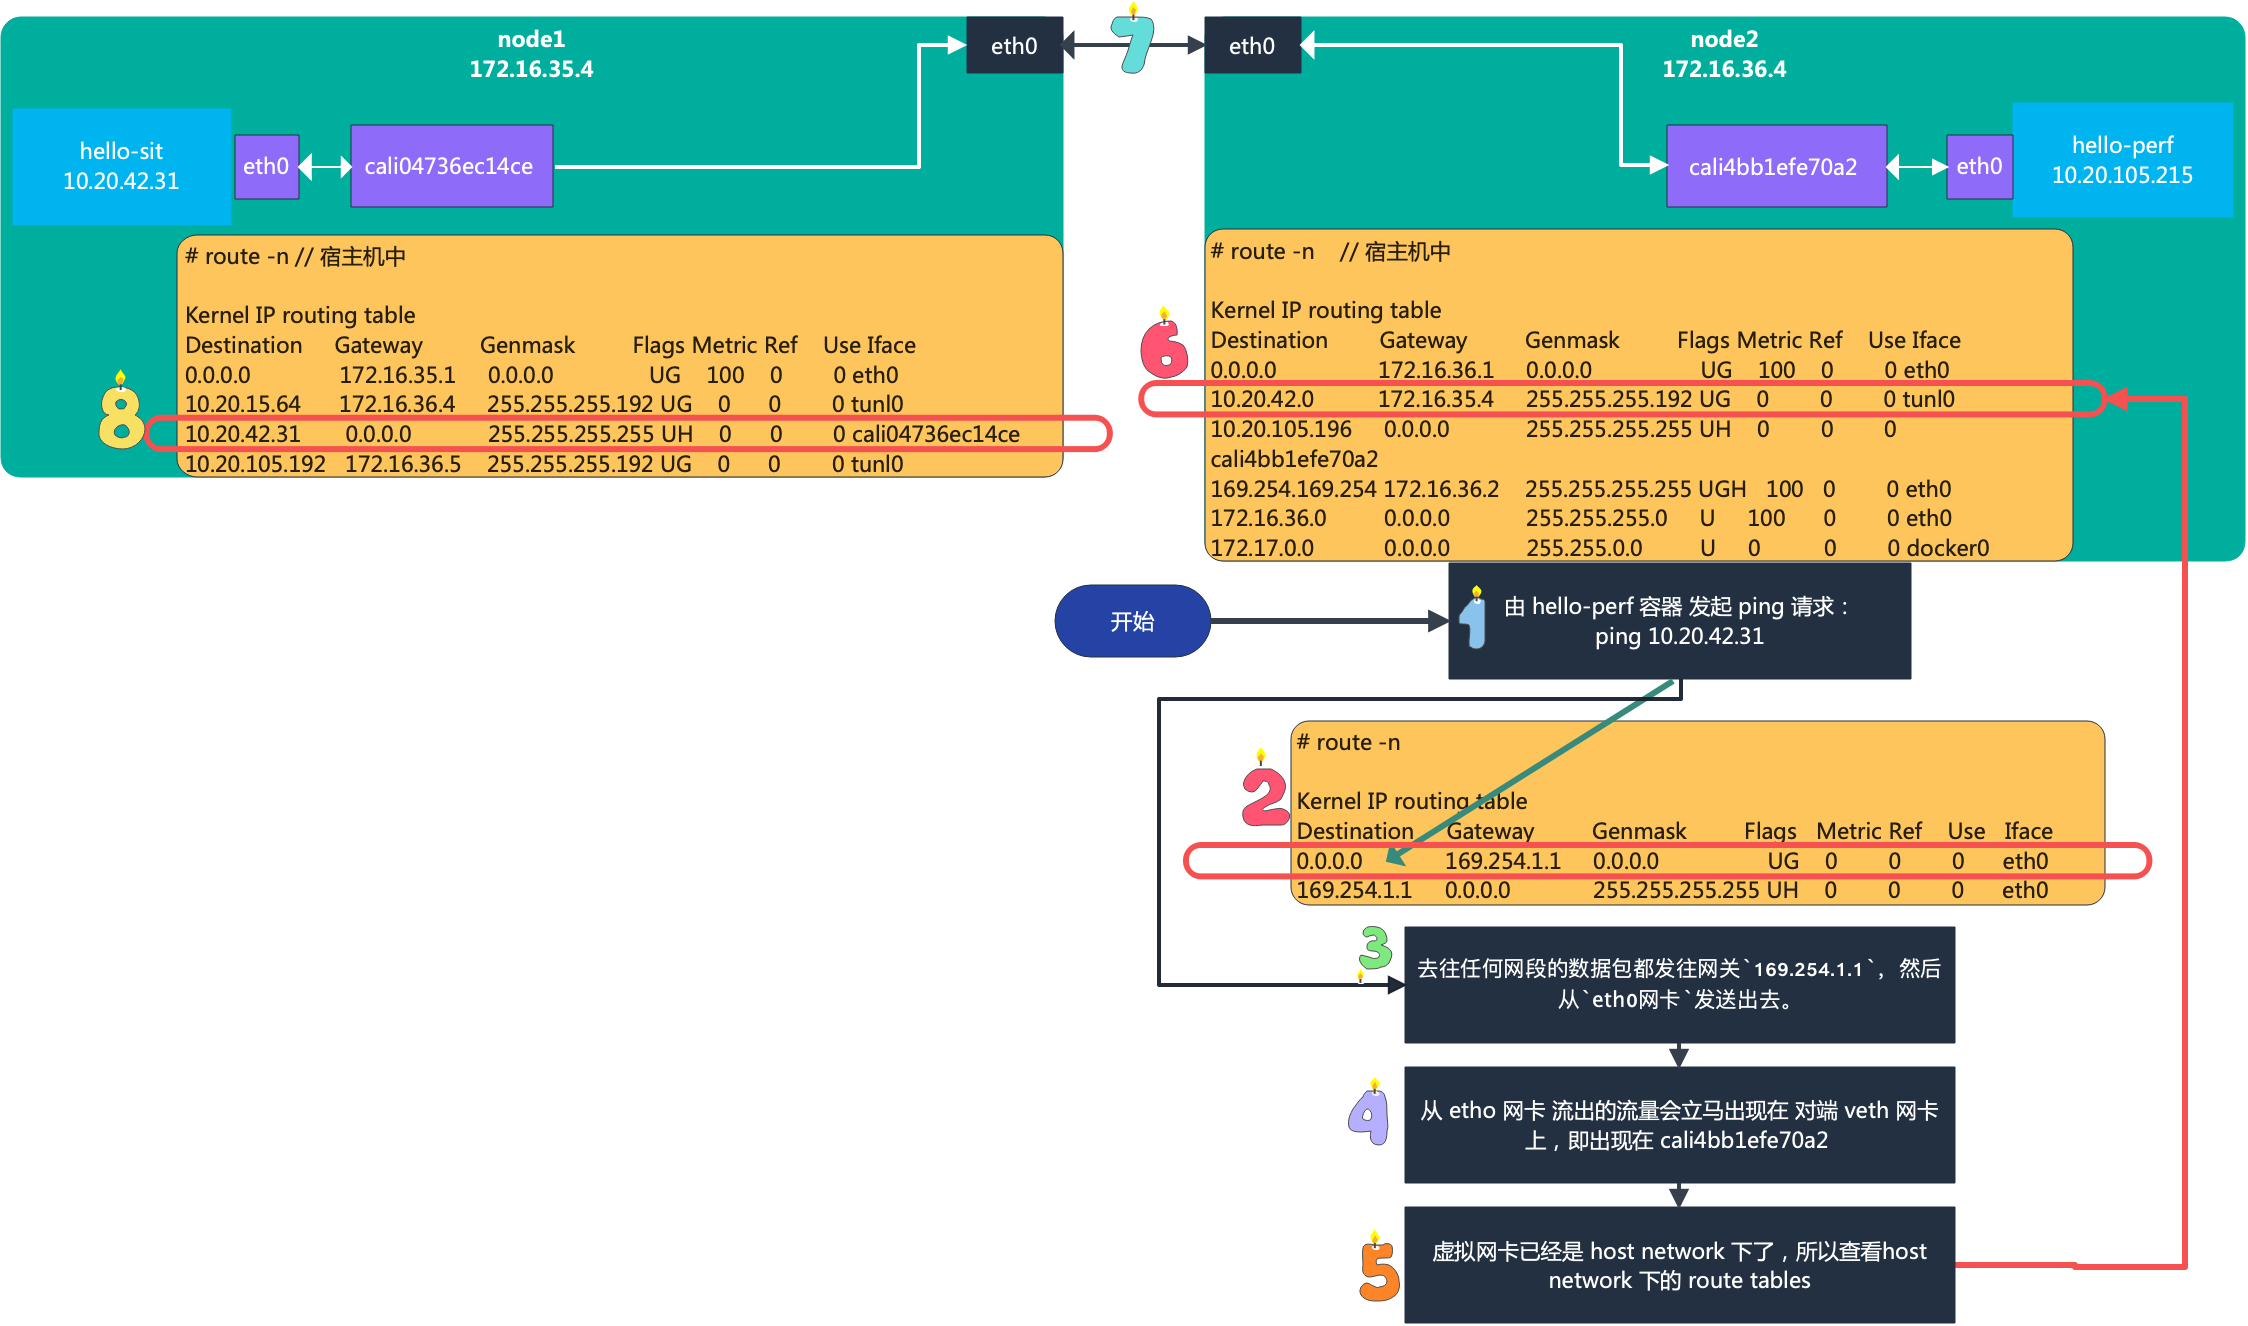 node1
172.16.35.4
eth0
7
eth0
node2
172.16.36.4
hello-sit
10.20.42.31
eth0
cali04736ec14ce
cali4bb1efe70a2
eth0
hello-perf
10.20.105.215
# route -n // 宿主机中
Kernel IP routing table
Destination Gateway Genmask Flags Metric Ref Use Iface
0.0.0.0 172.16.35.1 0.0.0.0 UG 100 0 0 eth0
10.20.15.64 172.16.36.4 255.255.255.192 UG 0 0 0 tunl0
8
10.20.42.31 0.0.0.0 255.255.255.255 UH 0 0 0 cali04736ec14ce
10.20.105.192 172.16.36.5 255.255.255.192 UG 0 0 0 tunl0
# route -n // 宿主机中
Kernel IP routing table
6
Destination Gateway Genmask Flags Metric Ref Use Iface
0.0.0.0 172.16.36.1 0.0.0.0 UG 100 0 0 eth0
10.20.42.0 172.16.35.4 255.255.255.192 UG 0 0 0 tunl0
10.20.105.196 0.0.0.0 255.255.255.255 UH 0 0 0
cali4bb1efe70a2
169.254.169.254 172.16.36.2 255.255.255.255 UGH 100 0 0 eth0
172.16.36.0 0.0.0.0 255.255.255.0 U 100 0 0 eth0
172.17.0.0 0.0.0.0 255.255.0.0 U 0 0 0 docker0
开始
1
由 hello-perf 容器 发起 ping 请求：
ping 10.20.42.31
# route -n
2
Kernel IP routing table
Destination Gateway Genmask Flags Metric Ref Use Iface
0.0.0.0 169.254.1.1 0.0.0.0 UG 0 0 0 eth0
169.254.1.1 0.0.0.0 255.255.255.255 UH 0 0 0 eth0
3
去往任何网段的数据包都发往网关`169.254.1.1`，然后
从`eth0网卡`发送出去。
4
从 etho 网卡 流出的流量会立马出现在 对端 veth 网卡
上，即出现在 cali4bb1efe70a2
5
虚拟网卡已经是 host network 下了，所以查看host
network 下的 route tables